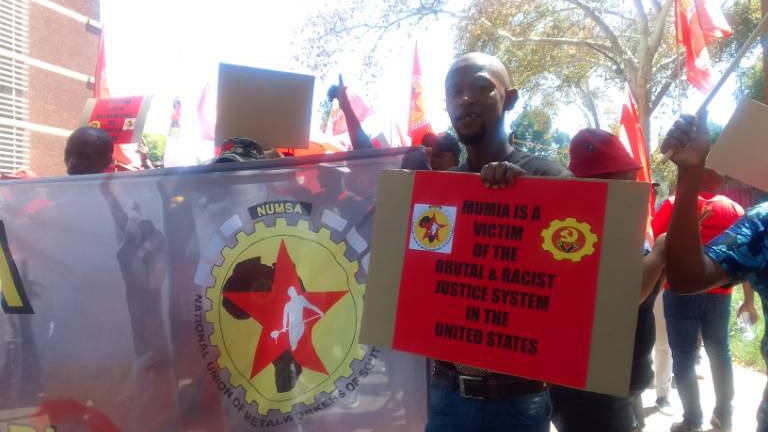 NUMSA
NATIONAL UNION OF METALWORKERS OF SOUT
MUMIA IS A
VICTIM
OF THE
BRUTAL & RACIST
JUSTICE SYSTEM
IN THE
UNITED STATES